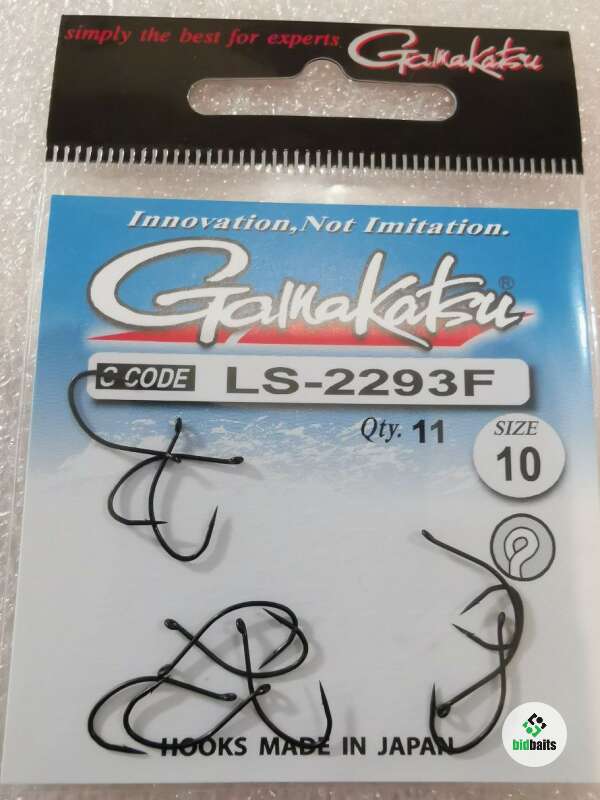 simply the best for experts
Gamakatsu
Innovation, Not Imitation.
Gamakatsu®
C CODE LS-2293F
Qty. 11
SIZE
10
HOOKS MADE IN JAPAN
bidbaits